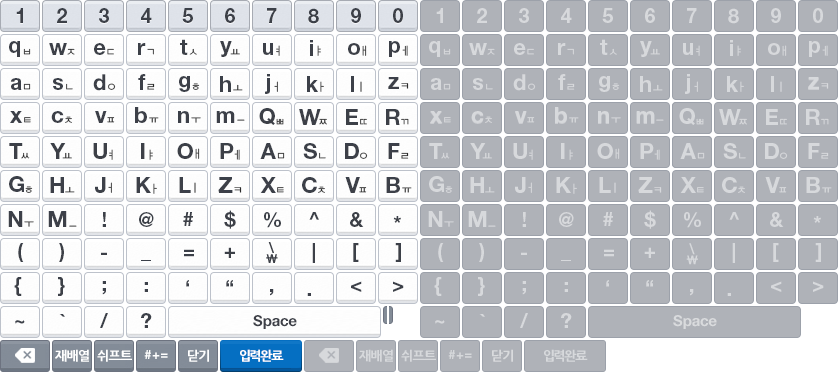 1 2 3 4 5 6 7 8 9 0 1 2 3 4 5 6 7 8 9 0
qㅂ wㅈ eㄷ rㄱ tㅅ yㅛ uㅕ iㅑ oㅐ pㅔ qㅂ wㅈ eㄷ rㄱ tㅅ yㅛ uㅕ iㅑ oㅐ pㅔ
aㅁ sㄴ dㅇ fㄹ gㅎ hㅗ jㅓ kㅏ lㅣ zㅋ aㅁ sㄴ dㅇ fㄹ gㅎ hㅗ jㅓ kㅏ lㅣ zㅋ
xㅌ cㅊ vㅍ bㅠ nㅜ mㅡ Qㅃ Wㅉ Eㄸ Rㄲ xㅌ cㅊ vㅍ bㅠ nㅜ mㅡ Qㅃ Wㅉ Eㄸ Rㄲ
Tㅆ Yㅛ Uㅕ Iㅑ Oㅒ Pㅖ Aㅁ Sㄴ Dㅇ Fㄹ Tㅆ Yㅛ Uㅕ Iㅑ Oㅒ Pㅖ Aㅁ Sㄴ Dㅇ Fㄹ
Gㅎ Hㅗ Jㅓ Kㅏ Lㅣ Zㅋ Xㅌ Cㅊ Vㅍ Bㅠ Gㅎ Hㅗ Jㅓ Kㅏ Lㅣ Zㅋ Xㅌ Cㅊ Vㅍ Bㅠ
Nㅜ Mㅡ ! @ # $ % ^ & * Nㅜ Mㅡ ! @ # $ % ^ & *
( ) - _ = + \₩ | [ ] ( ) - _ = + \₩ | [ ]
{ } ; : ‘ “ , . < > { } ; : ‘ “ , . < >
~ ` / ? Space ~ ` / ? Space
재배열 쉬프트 #+= 닫기 입력완료 재배열 쉬프트 #+= 닫기 입력완료